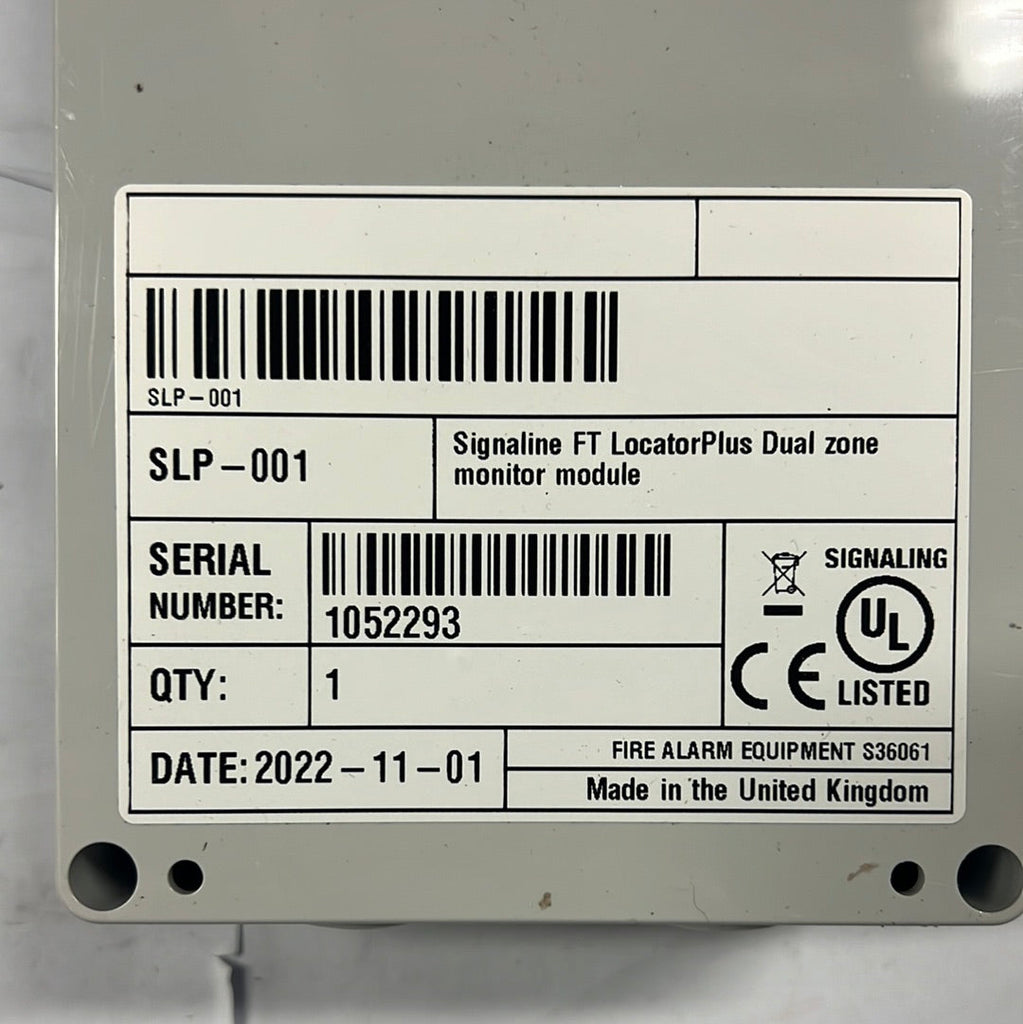 SLP-001
SLP-001
Signaline FT LocatorPlus Dual zone
monitor module
SERIAL
NUMBER:
1052293
SIGNALING
UL
CE
LISTED
QTY:
1
DATE: 2022-11-01
FIRE ALARM EQUIPMENT S36061
Made in the United Kingdom